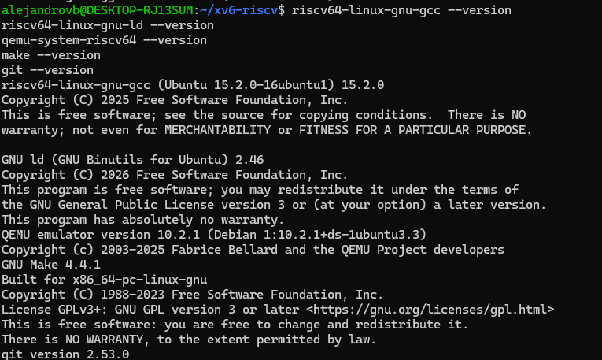 alejandrovb@DESKTOP-RJ13SUM:~/xv6-riscv$ riscv64-linux-gnu-gcc --version
riscv64-linux-gnu-ld --version
qemu-system-riscv64 --version
make --version
git --version
riscv64-linux-gnu-gcc (Ubuntu 15.2.0-16ubuntu1) 15.2.0
Copyright (C) 2025 Free Software Foundation, Inc.
This is free software; see the source for copying conditions.  There is NO
warranty; not even for MERCHANTABILITY or FITNESS FOR A PARTICULAR PURPOSE.

GNU ld (GNU Binutils for Ubuntu) 2.46
Copyright (C) 2026 Free Software Foundation, Inc.
This program is free software; you may redistribute it under the terms of
the GNU General Public License version 3 or (at your option) a later version.
This program has absolutely no warranty.
QEMU emulator version 10.2.1 (Debian 1:10.2.1+ds-1ubuntu3.3)
Copyright (c) 2003-2025 Fabrice Bellard and the QEMU Project developers
GNU Make 4.4.1
Built for x86_64-pc-linux-gnu
Copyright (C) 1988-2023 Free Software Foundation, Inc.
License GPLv3+: GNU GPL version 3 or later <https://gnu.org/licenses/gpl.html>
This is free software: you are free to change and redistribute it.
There is NO WARRANTY, to the extent permitted by law.
git version 2.53.0